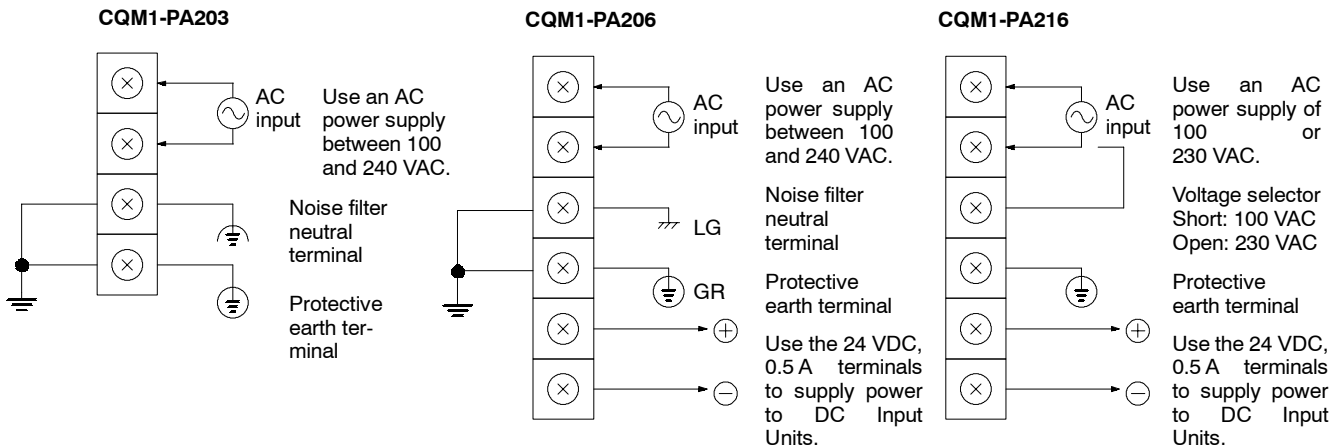 CQM1-PA203
AC
input
Use an AC
power supply
between 100
and 240 VAC.
Noise filter
neutral
terminal
Protective
earth ter-
minal
CQM1-PA206
AC
input
Use an AC
power supply
between 100
and 240 VAC.
LG
Noise filter
neutral
terminal
GR
Protective
earth terminal
Use the 24 VDC,
0.5 A terminals
to supply power
to DC Input
Units.
CQM1-PA216
AC
input
Use an AC
power supply of
100 or
230 VAC.
Voltage selector
Short: 100 VAC
Open: 230 VAC
Protective
earth terminal
Use the 24 VDC,
0.5 A terminals
to supply power
to DC Input
Units.